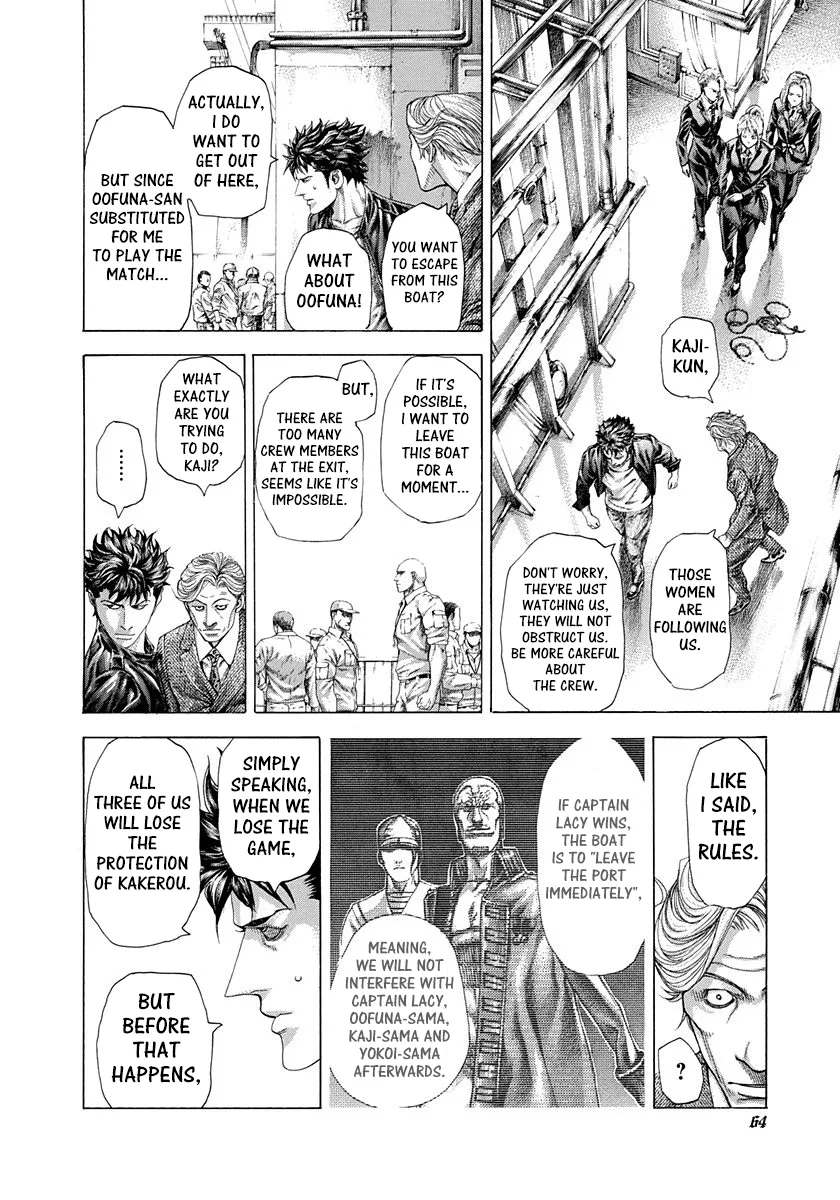 KAJI-
KUN,
THOSE
WOMEN
ARE
FOLLOWING
US.
DON'T WORRY,
THEY'RE JUST
WATCHING US,
THEY WILL NOT
OBSTRUCT US.
BE MORE CAREFUL
ABOUT
THE CREW.
YOU WANT
TO ESCAPE
FROM THIS
BOAT?
WHAT
ABOUT
OOFUNA!
ACTUALLY,
I DO
WANT TO
GET OUT
OF HERE,
BUT SINCE
OOFUNA-SAN
SUBSTITUTED
FOR ME
TO PLAY THE
MATCH...
IF IT'S
POSSIBLE,
I WANT TO
LEAVE
THIS BOAT
FOR A
MOMENT...
BUT,
THERE ARE
TOO MANY
CREW MEMBERS
AT THE EXIT,
SEEMS LIKE IT'S
IMPOSSIBLE.
WHAT
EXACTLY
ARE YOU
TRYING
TO DO,
KAJI?
......
LIKE
I SAID,
THE
RULES.
?
IF CAPTAIN
LACY WINS,
THE BOAT
IS TO "LEAVE
THE PORT
IMMEDIATELY",
MEANING,
WE WILL NOT
INTERFERE WITH
CAPTAIN LACY,
OOFUNA-SAMA,
KAJI-SAMA AND
YOKOI-SAMA
AFTERWARDS.
SIMPLY
SPEAKING,
WHEN WE
LOSE THE
GAME,
ALL
THREE OF US
WILL LOSE
THE
PROTECTION
OF KAKEROU.
BUT
BEFORE
THAT
HAPPENS,
64